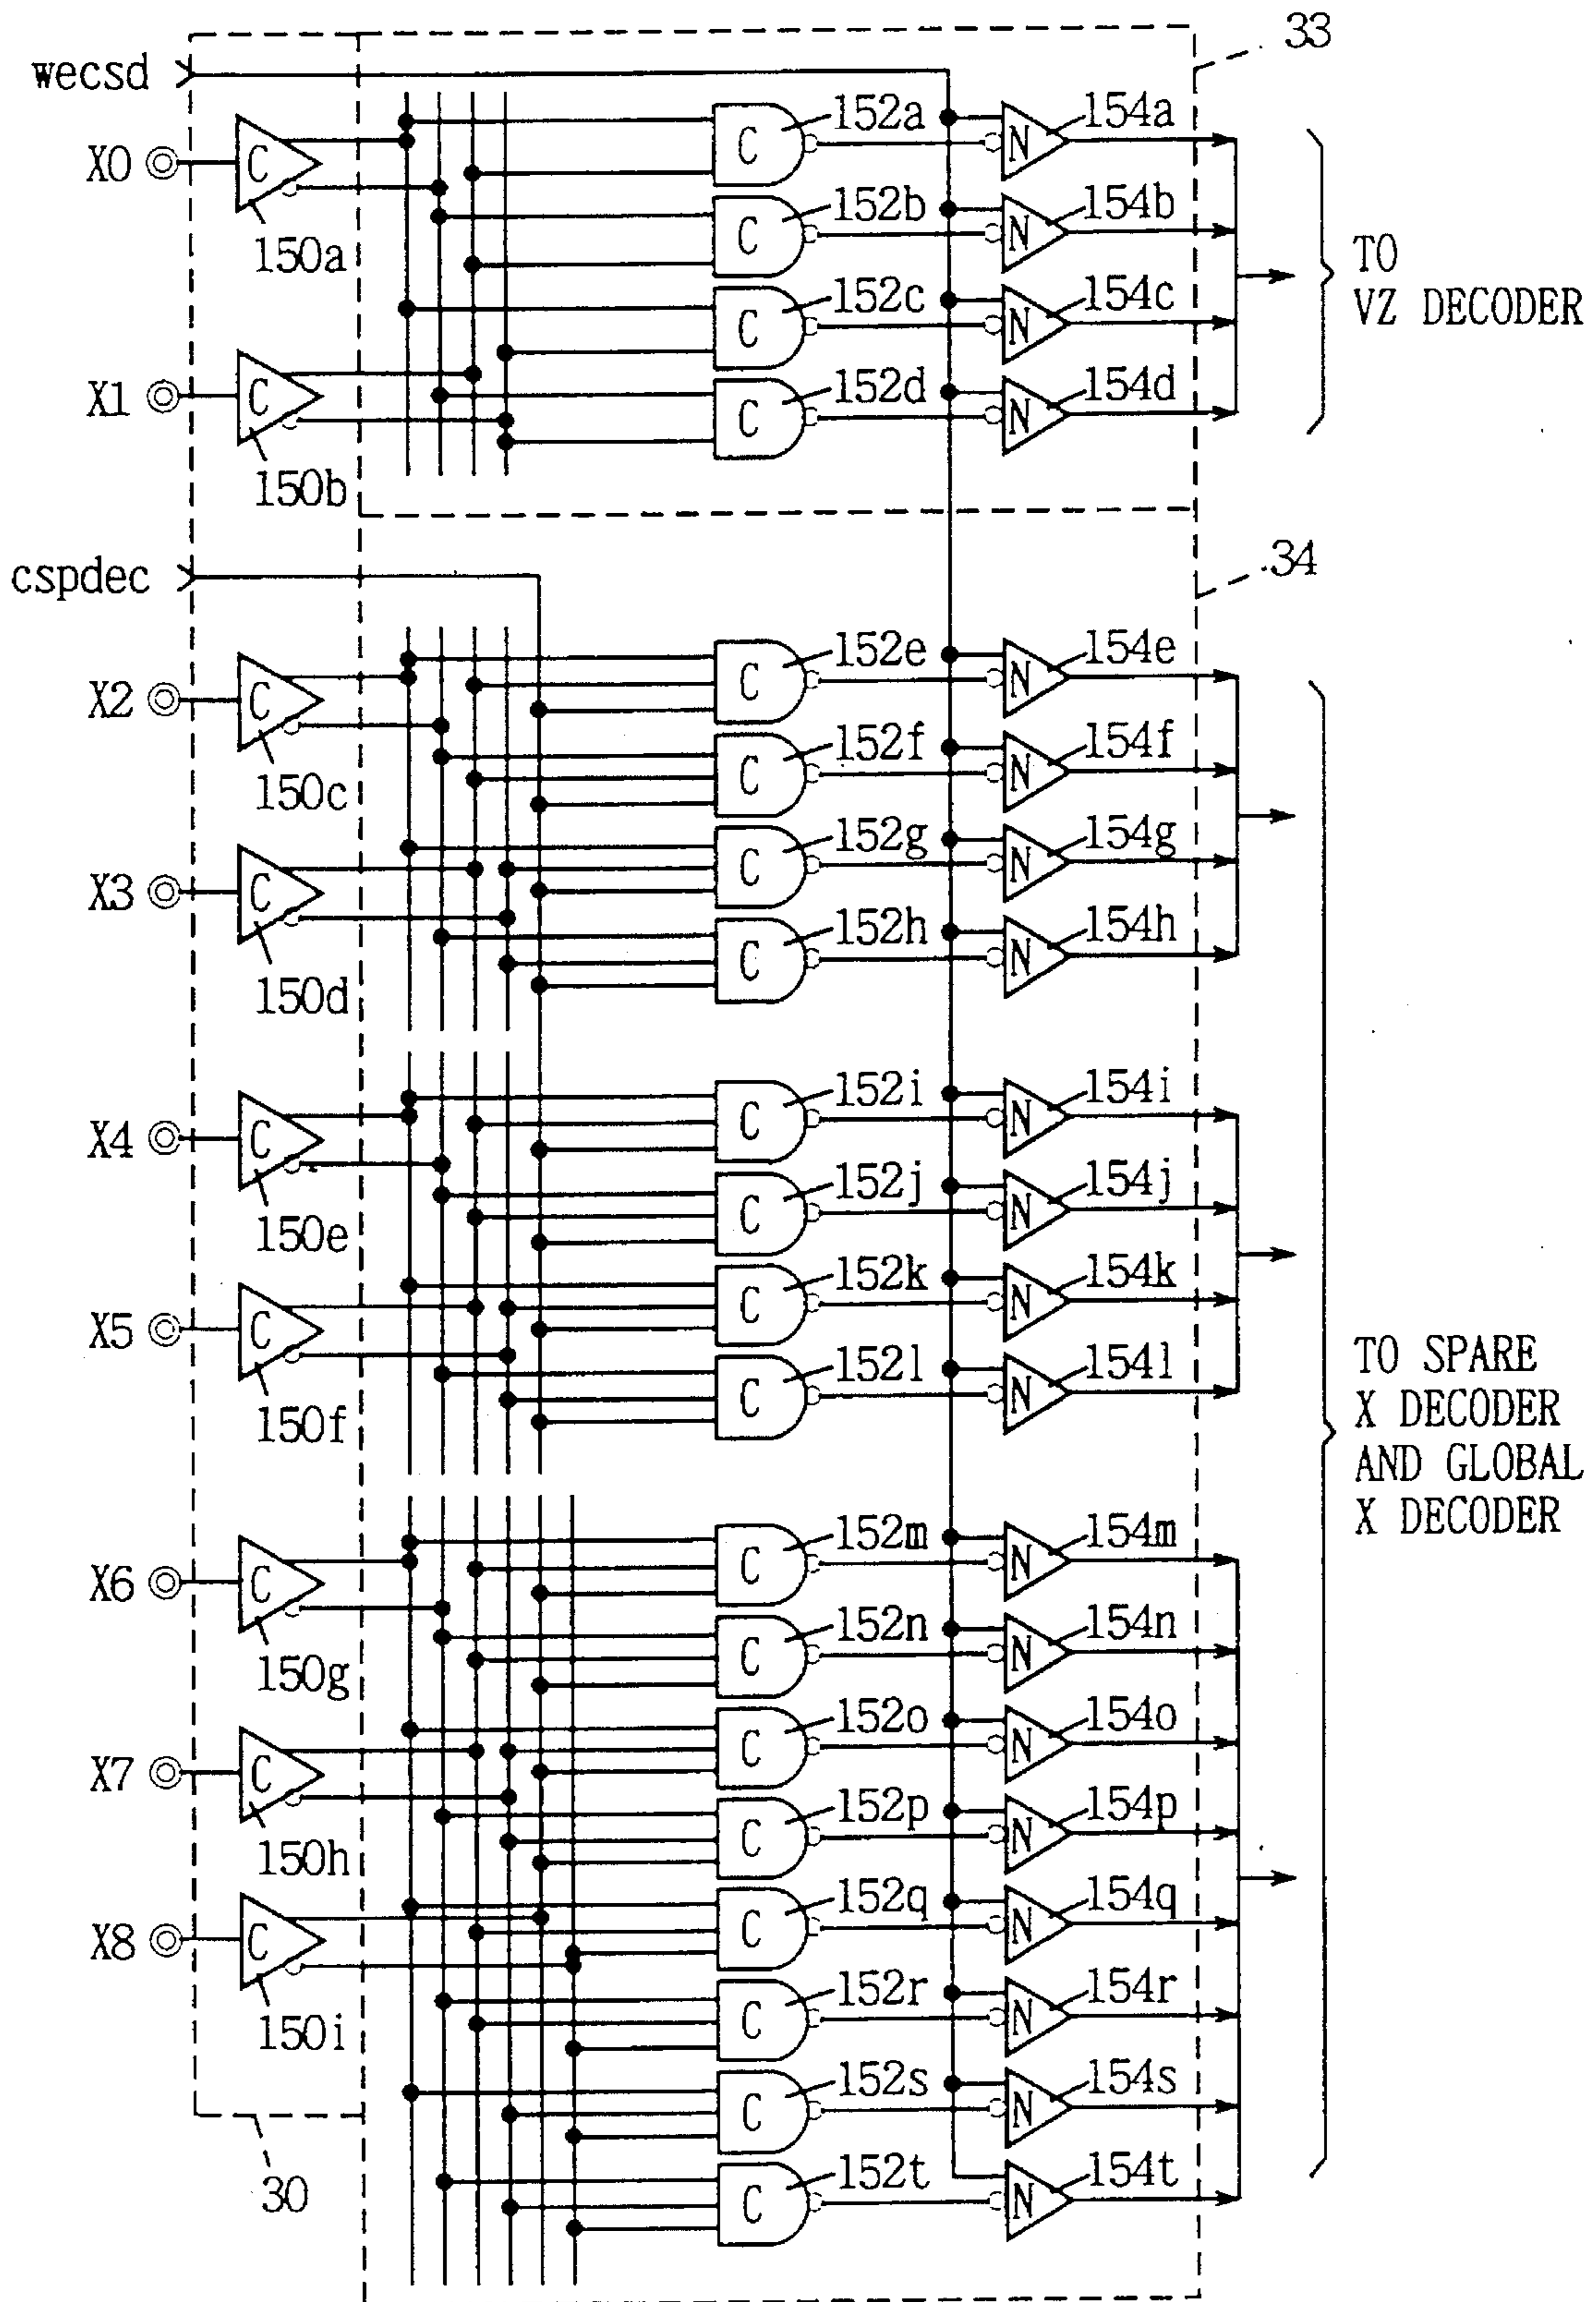 33
wecsd
C 152a N 154a
X0 C
C 152b N 154b
150a
TO
VZ DECODER
C 152c N 154c
X1 C
C 152d N 154d
150b
cspdec
34
C 152e N 154e
X2 C
C 152f N 154f
150c
C 152g N 154g
X3 C
C 152h N 154h
150d
C 152i N 154i
X4 C
C 152j N 154j
150e
C 152k N 154k
X5 C
C 152l N 154l
150f
TO SPARE
X DECODER
AND GLOBAL
X DECODER
C 152m N 154m
X6 C
C 152n N 154n
150g
C 152o N 154o
X7 C
C 152p N 154p
150h
C 152q N 154q
X8 C
C 152r N 154r
150i
C 152s N 154s
30
C 152t N 154t